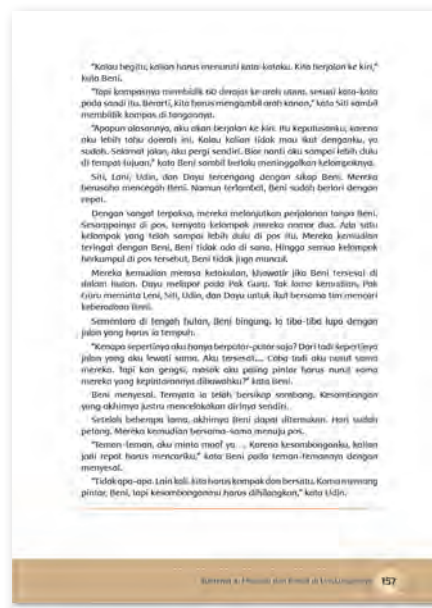 "Kalau begitu, kalian harus menuruti kata-kataku. Kita berjalan ke kiri,"
kata Beni.
"Tapi kompasnya membidik 60 derajat ke arah utara, sesuai kata-kata
pada sandi itu. Berarti, kita harus mengambil arah kanan," kata Siti sambil
membidik kompas di tangannya.
"Apapun alasannya, aku akan berjalan ke kiri. Itu keputusanku, karena
aku lebih tahu daerah ini. Kalau kalian tidak mau ikut denganku, ya
sudah. Selamat jalan, aku pergi sendiri. Biar nanti aku sampai lebih dulu
di tempat tujuan," kata Beni sambil berlalu meninggalkan kelompoknya.
Siti, Lani, Udin, dan Dayu tercengang dengan sikap Beni. Mereka
berusaha mencegah Beni. Namun terlambat, Beni sudah berlari dengan
cepat.
Dengan sangat terpaksa, mereka melanjutkan perjalanan tanpa Beni.
Sesampainya di pos, ternyata kelompok mereka nomor dua. Ada satu
kelompok yang telah sampai lebih dulu di pos itu. Mereka kemudian
teringat dengan Beni, Beni tidak ada di sana. Hingga semua kelompok
berkumpul di pos tersebut, Beni tidak juga muncul.
Mereka kemudian merasa ketakutan, khawatir jika Beni tersesat di
dalam hutan. Dayu melapor pada Pak Guru. Tak lama kemudian, Pak
Guru meminta Leni, Siti, Udin, dan Dayu untuk ikut bersama tim mencari
keberadaan Beni.
Sementara di tengah hutan, Beni bingung. Ia tiba-tiba lupa dengan
jalan yang harus ia tempuh.
"Kenapa sepertinya aku hanya berputar-putar saja? Dari tadi sepertinya
jalan yang aku lewati sama. Aku tersesat.... Coba tadi aku nurut sama
mereka. Tapi kan gengsi, masak aku paling pintar harus nurut sama
mereka yang kepintarannya dibawahku?" kata Beni.
Beni menyesal. Ternyata ia telah bersikap sombong. Kesombongan
yang akhirnya justru mencelakakan dirinya sendiri.
Setelah beberapa lama, akhirnya Beni dapat ditemukan. Hari sudah
petang. Mereka kemudian bersama-sama menuju pos.
"Teman-teman, aku minta maaf ya.... Karena kesombonganku, kalian
jadi repot harus mencariku," kata Beni pada teman-temannya dengan
menyesal.
"Tidak apa-apa. Lain kali, kita harus kompak dan bersatu. Kamu memang
pintar, Beni, tapi kesombonganmu harus dihilangkan," kata Udin.
157